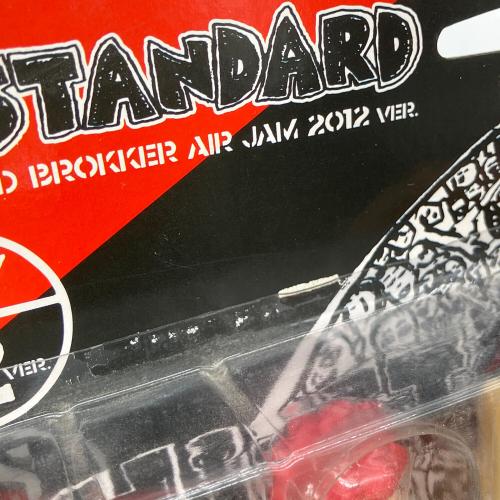 STANDARD
D BROKKER AIR JAM 2012 VER.
VER.